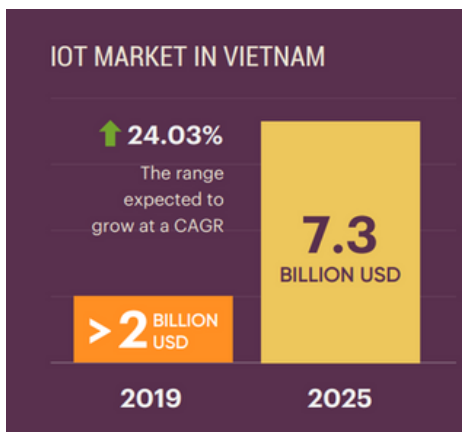 IOT MARKET IN VIETNAM
24.03%
The range
expected to
grow at a CAGR
7.3
BILLION USD
> 2 BILLION
USD
2019 2025